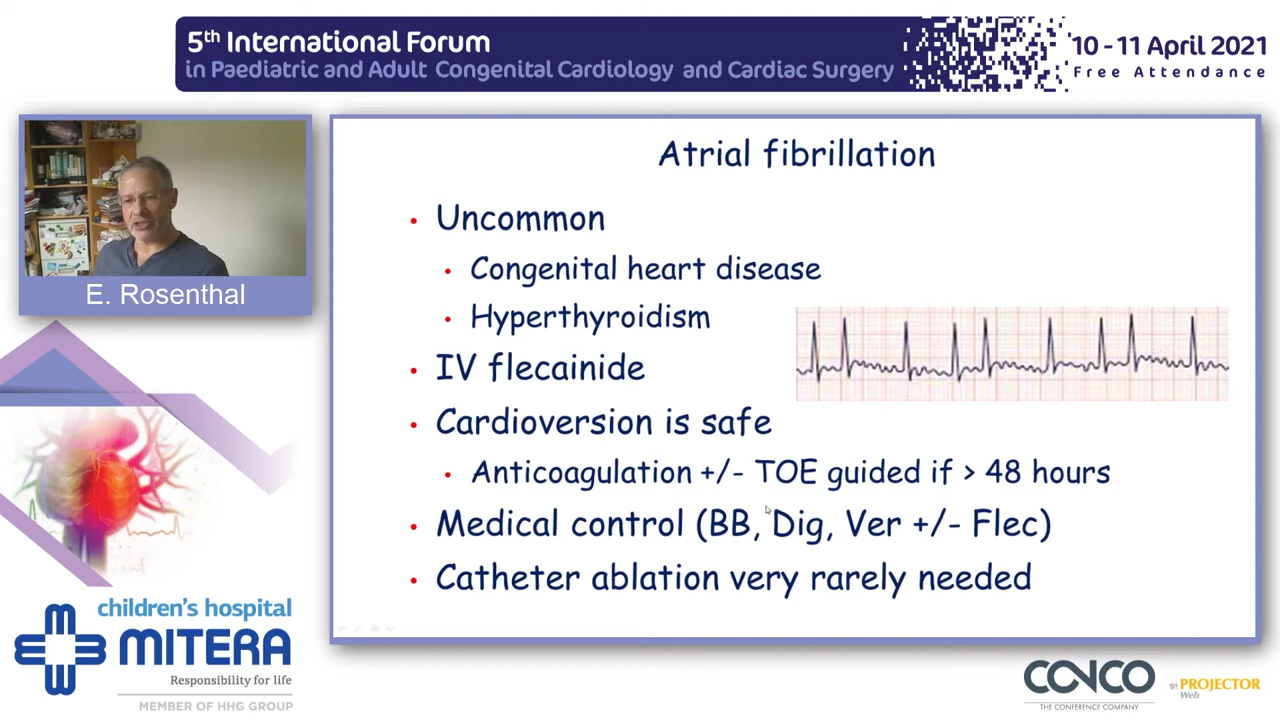 5th International Forum
in Paediatric and Adult Congenital Cardiology and Cardiac Surgery
10 - 11 April 2021
Free Attendance
E. Rosenthal
Atrial fibrillation
• Uncommon
• Congenital heart disease
• Hyperthyroidism
• IV flecainide
• Cardioversion is safe
• Anticoagulation +/- TOE guided if > 48 hours
• Medical control (BB, Dig, Ver +/- Flec)
• Catheter ablation very rarely needed
children's hospital
MITERA
Responsibility for life
MEMBER OF HHG GROUP
CONCO
THE CONFERENCE COMPANY
PROJECTOR
Web